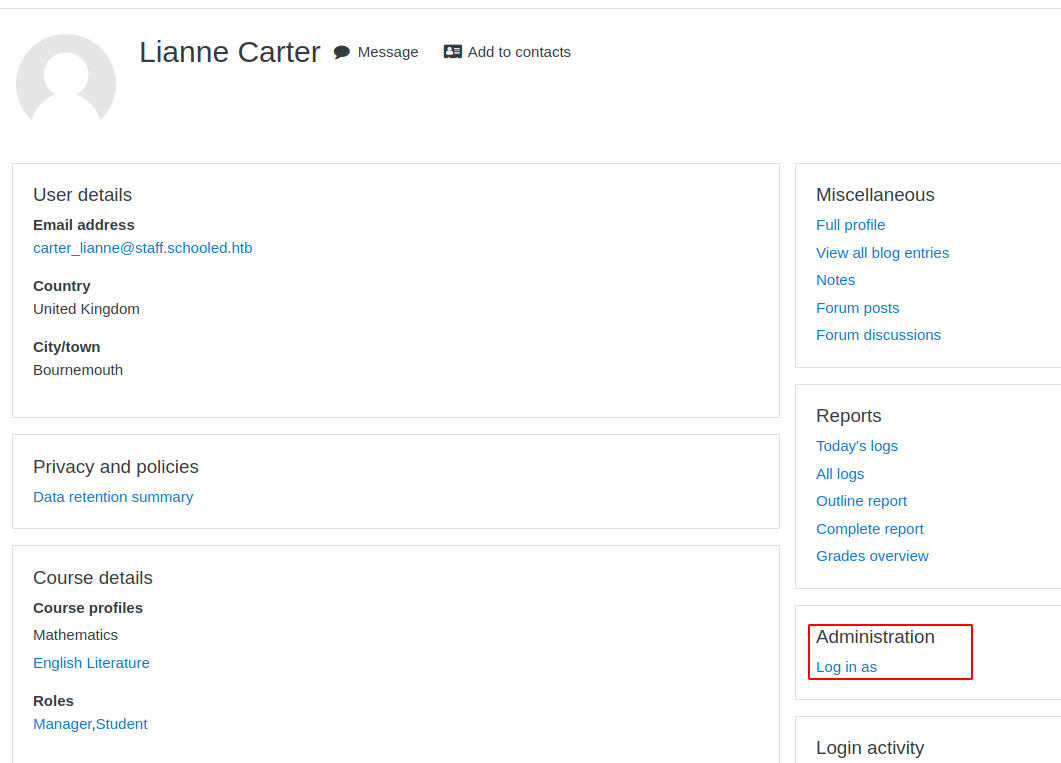 Lianne Carter Message Add to contacts
User details
Email address
carter_lianne@staff.schooled.htb
Country
United Kingdom
City/town
Bournemouth
Privacy and policies
Data retention summary
Course details
Course profiles
Mathematics
English Literature
Roles
Manager,Student
Miscellaneous
Full profile
View all blog entries
Notes
Forum posts
Forum discussions
Reports
Today's logs
All logs
Outline report
Complete report
Grades overview
Administration
Log in as
Login activity